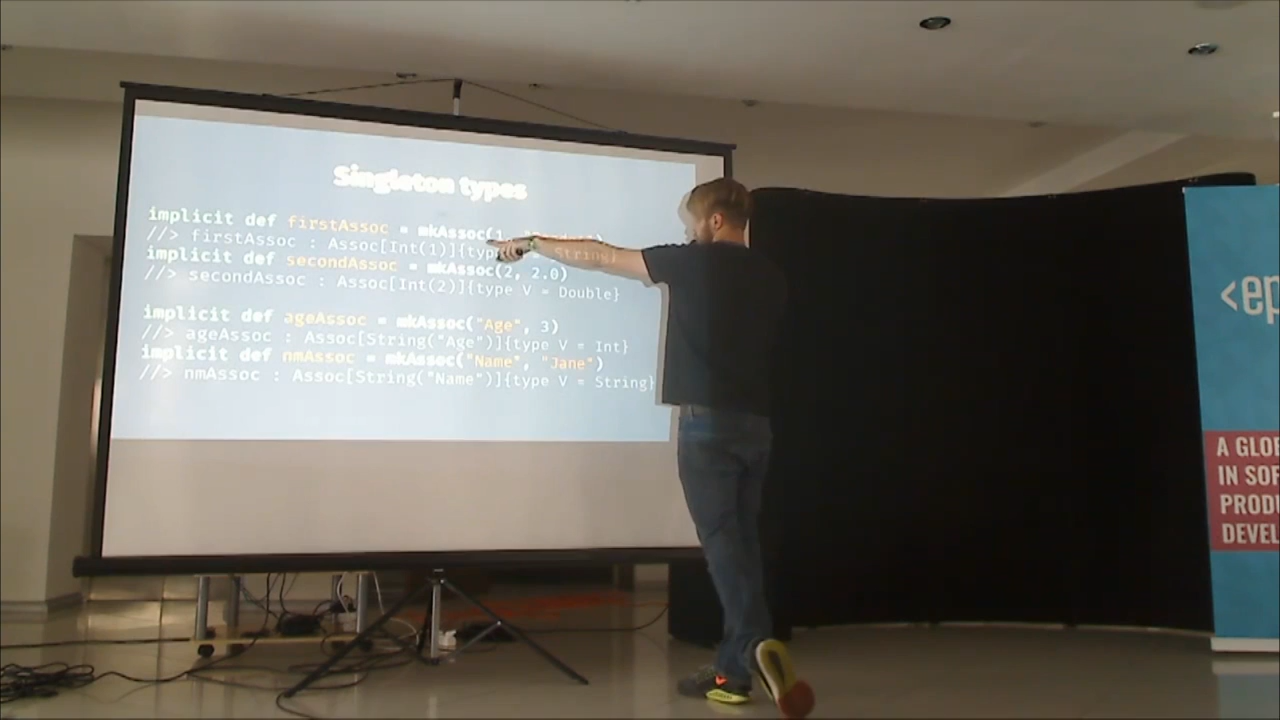 Singleton types
implicit def firstAssoc = mkAssoc(1,
//> firstAssoc : Assoc[Int(1)]{type String}
implicit def secondAssoc = mkAssoc(2, 2.0)
//> secondAssoc : Assoc[Int(2)]{type V = Double}
implicit def ageAssoc = mkAssoc("Age", 3)
//> ageAssoc : Assoc[String("Age")]{type V = Int}
implicit def nmAssoc = mkAssoc("Name", "Jane")
//> nmAssoc : Assoc[String("Name")]{type V = String}
<ep
A GLO
IN SOF
PROD
DEVEL